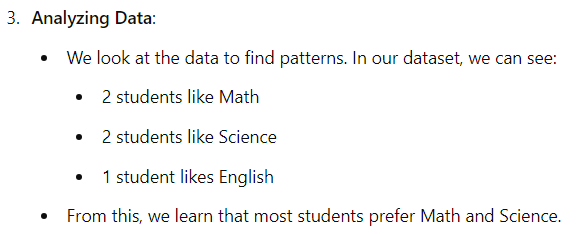 3. Analyzing Data:
• We look at the data to find patterns. In our dataset, we can see:
• 2 students like Math
• 2 students like Science
• 1 student likes English
• From this, we learn that most students prefer Math and Science.